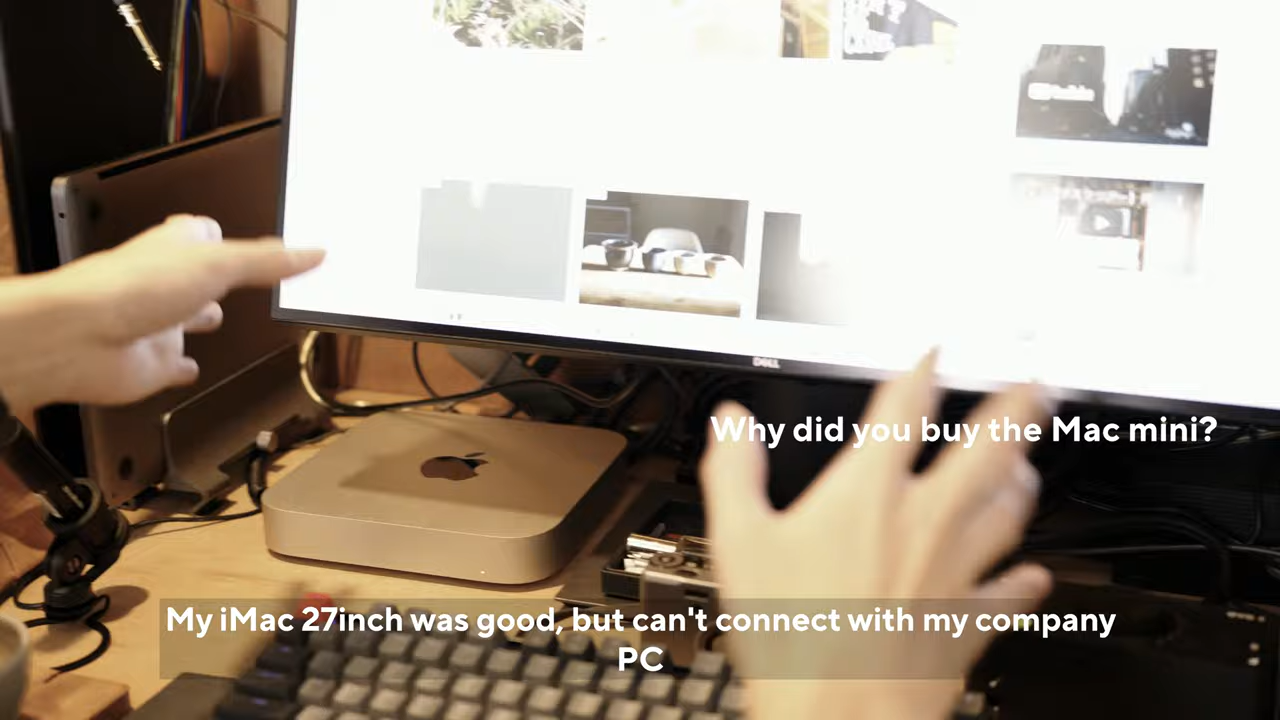 DELL
Why did you buy the Mac mini?
My iMac 27inch was good, but can't connect with my company
PC